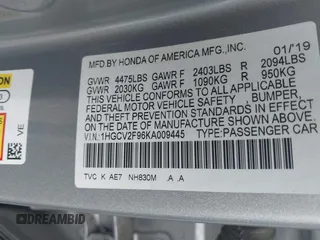 MFD. BY HONDA OF AMERICA MFG.,INC. 01/19
GVWR 4475LBS GAWR F 2403LBS R 2094LBS
GVWR 2030KG GAWR F 1090KG R 950KG
THIS VEHICLE CONFORMS TO ALL APPLICABLE
FEDERAL MOTOR VEHICLE SAFETY, BUMPER,
AND THEFT PREVENTION STANDARDS IN EFFECT
ON THE DATE OF MANUFACTURE SHOWN ABOVE.
V.I.N.:1HGCV2F96KA009445 TYPE:PASSENGER CAR
TVC K AE7 NH830M A A
VE